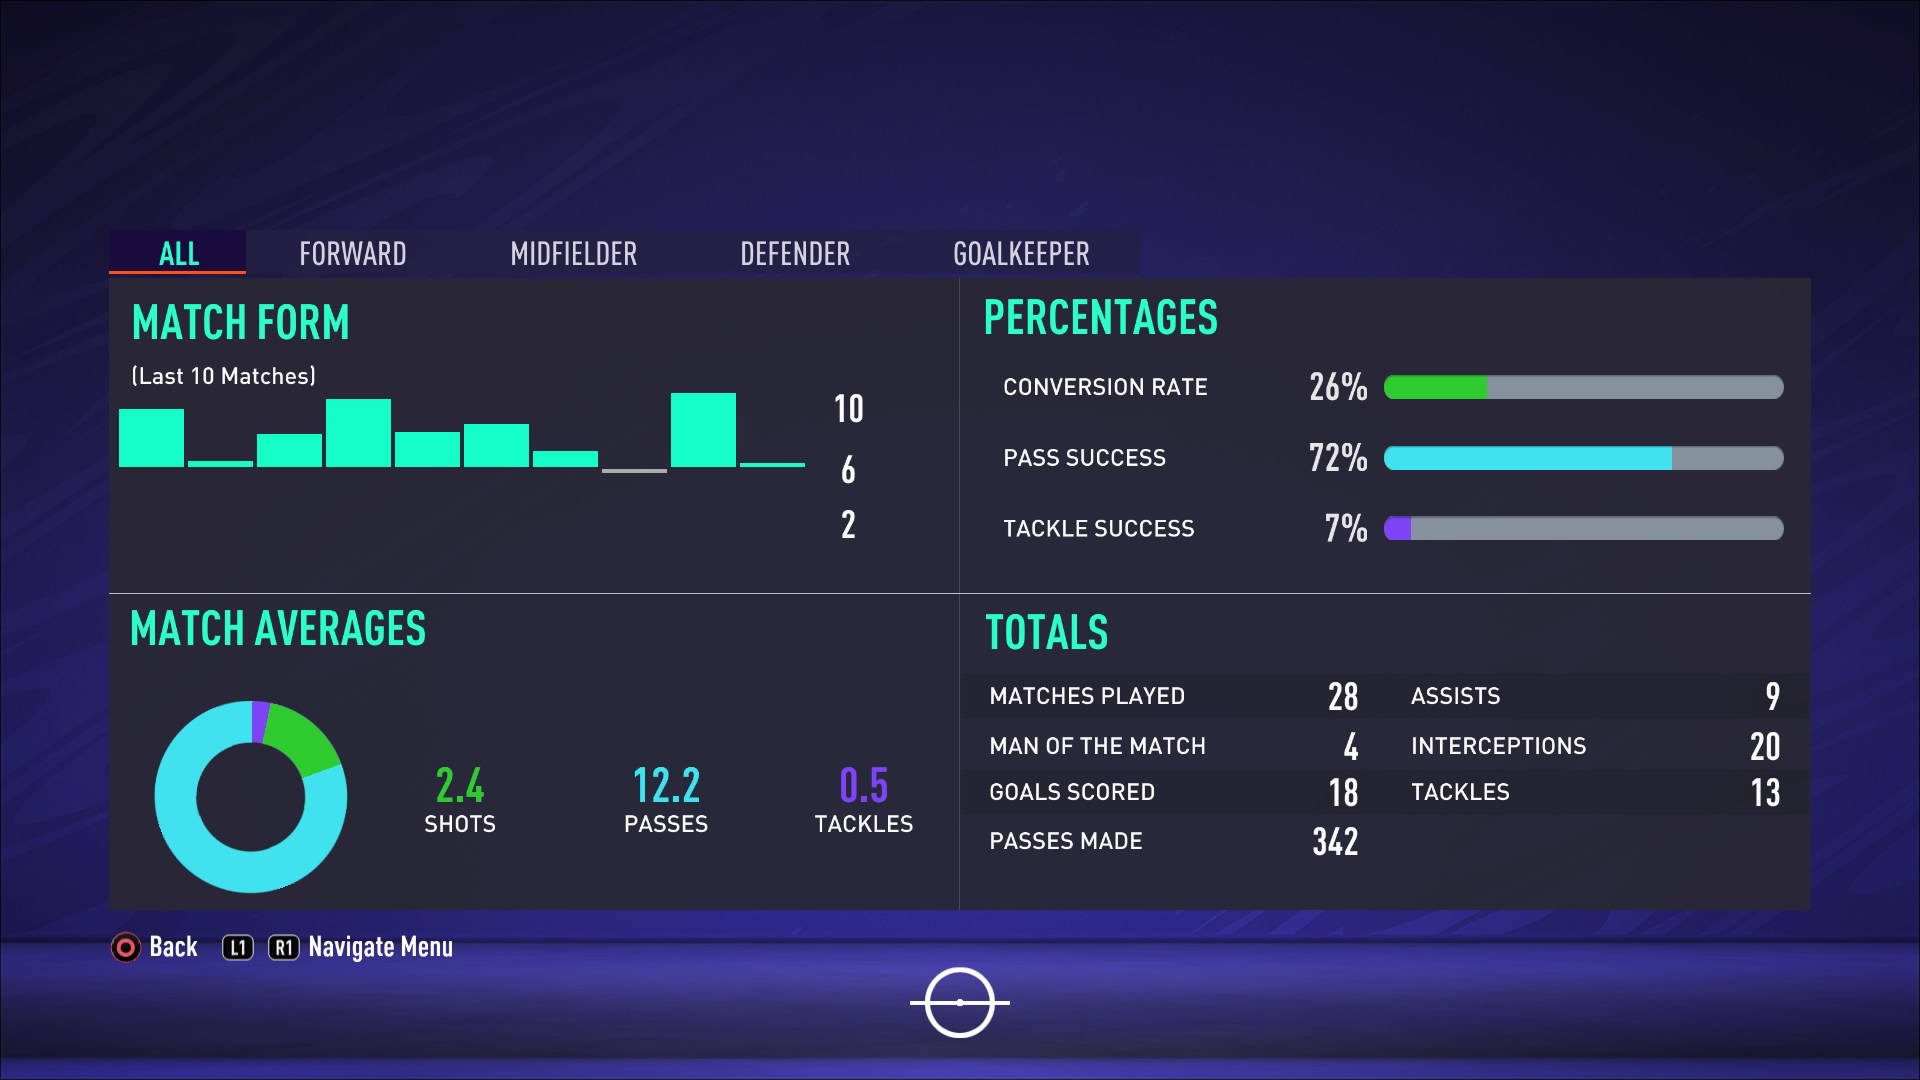 ALL FORWARD MIDFIELDER DEFENDER GOALKEEPER
MATCH FORM
(Last 10 Matches)
10
6
2
PERCENTAGES
CONVERSION RATE 26%
PASS SUCCESS 72%
TACKLE SUCCESS 7%
MATCH AVERAGES
2.4 12.2 0.5
SHOTS PASSES TACKLES
TOTALS
MATCHES PLAYED 28 ASSISTS 9
MAN OF THE MATCH 4 INTERCEPTIONS 20
GOALS SCORED 18 TACKLES 13
PASSES MADE 342
Back L1 R1 Navigate Menu